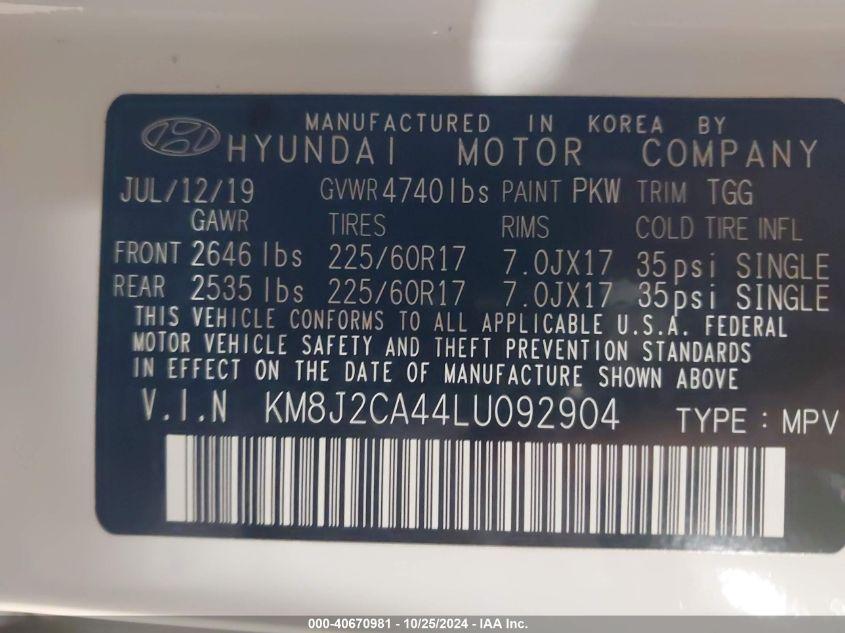 MANUFACTURED IN KOREA BY
HYUNDAI MOTOR COMPANY
JUL/12/19 GVWR 4740lbs PAINT PKW TRIM TGG
GAWR TIRES RIMS COLD TIRE INFL
FRONT 2646 lbs 225/60R17 7.0JX17 35psi SINGLE
REAR 2535 lbs 225/60R17 7.0JX17 35psi SINGLE
THIS VEHICLE CONFORMS TO ALL APPLICABLE U.S.A. FEDERAL
MOTOR VEHICLE SAFETY AND THEFT PREVENTION STANDARDS
IN EFFECT ON THE DATE OF MANUFACTURE SHOWN ABOVE
V.I.N KM8J2CA44LU092904 TYPE : MPV
000-40670981 - 10/25/2024 - IAA Inc.